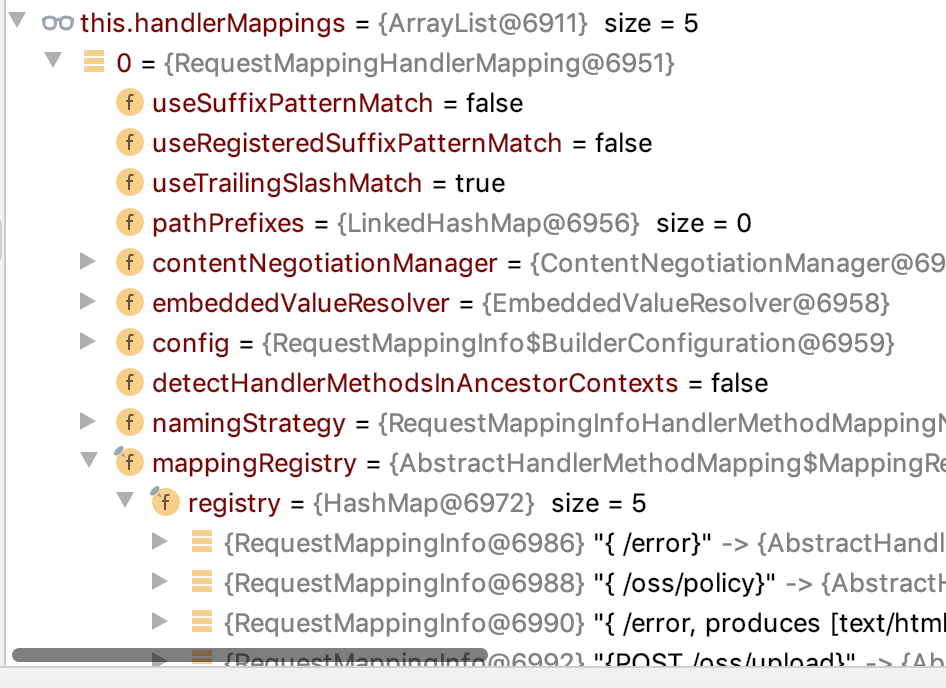 this.handlerMappings = {ArrayList@6911} size = 5
0 = {RequestMappingHandlerMapping@6951}
f useSuffixPatternMatch = false
f useRegisteredSuffixPatternMatch = false
f useTrailingSlashMatch = true
f pathPrefixes = {LinkedHashMap@6956} size = 0
f contentNegotiationManager = {ContentNegotiationManager@69
f embeddedValueResolver = {EmbeddedValueResolver@6958}
f config = {RequestMappingInfo$BuilderConfiguration@6959}
f detectHandlerMethodsInAncestorContexts = false
f namingStrategy = {RequestMappingInfoHandlerMethodMappingN
f mappingRegistry = {AbstractHandlerMethodMapping$MappingRe
f registry = {HashMap@6972} size = 5
{RequestMappingInfo@6986} "{ /error}" -> {AbstractHandl
{RequestMappingInfo@6988} "{ /oss/policy}" -> {AbstractH
{RequestMappingInfo@6990} "{ /error, produces [text/html
{RequestMappingInfo@6992} "{POST /oss/upload}" -> {Ab